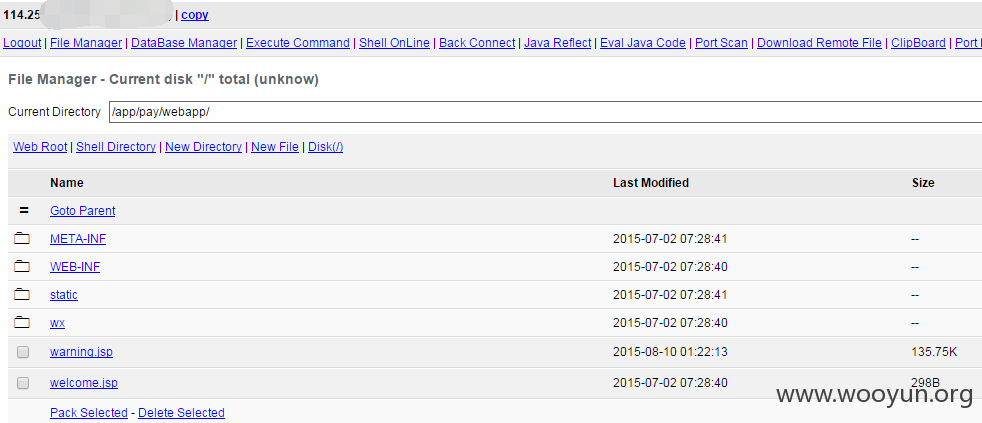 114.25 | copy
Logout | File Manager | DataBase Manager | Execute Command | Shell OnLine | Back Connect | Java Reflect | Eval Java Code | Port Scan | Download Remote File | ClipBoard | Port
File Manager - Current disk "/" total (unknow)
Current Directory /app/pay/webapp/
Web Root | Shell Directory | New Directory | New File | Disk(/)
Name Last Modified Size
= Goto Parent
META-INF 2015-07-02 07:28:41 --
WEB-INF 2015-07-02 07:28:40 --
static 2015-07-02 07:28:41 --
wx 2015-07-02 07:28:40 --
warning.jsp 2015-08-10 01:22:13 135.75K
welcome.jsp 2015-07-02 07:28:40 298B
www.wooyun.org
Pack Selected - Delete Selected